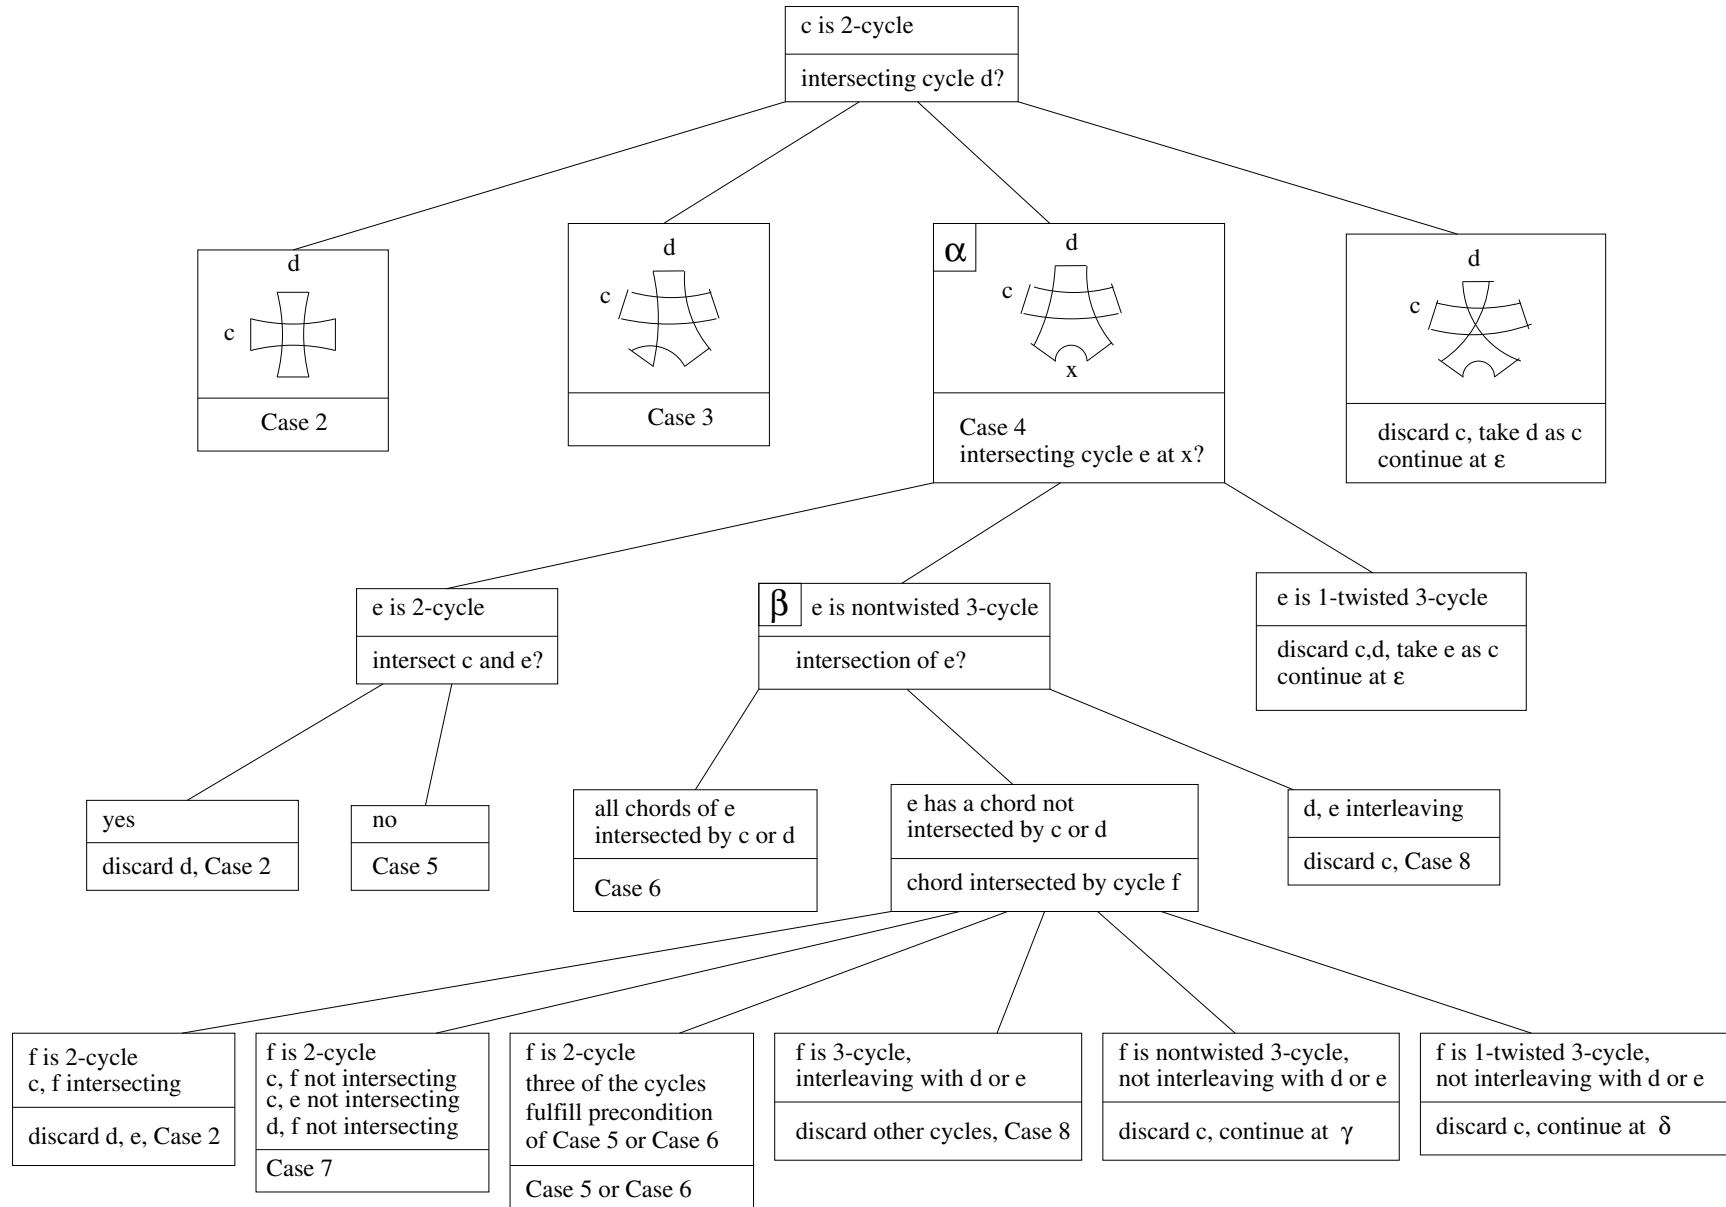 c is 2-cycle
intersecting cycle d?
d
c
Case 2
d
c
Case 3
α
d
c
x
Case 4
intersecting cycle e at x?
d
c
discard c, take d as c
continue at ε
e is 2-cycle
intersect c and e?
β
e is nontwisted 3-cycle
intersection of e?
e is 1-twisted 3-cycle
discard c,d, take e as c
continue at ε
yes
discard d, Case 2
no
Case 5
all chords of e
intersected by c or d
Case 6
e has a chord not
intersected by c or d
chord intersected by cycle f
d, e interleaving
discard c, Case 8
f is 2-cycle
c, f intersecting
discard d, e, Case 2
f is 2-cycle
c, f not intersecting
c, e not intersecting
d, f not intersecting
Case 7
f is 2-cycle
three of the cycles
fulfill precondition
of Case 5 or Case 6
Case 5 or Case 6
f is 3-cycle,
interleaving with d or e
discard other cycles, Case 8
f is nontwisted 3-cycle,
not interleaving with d or e
discard c, continue at γ
f is 1-twisted 3-cycle,
not interleaving with d or e
discard c, continue at δ